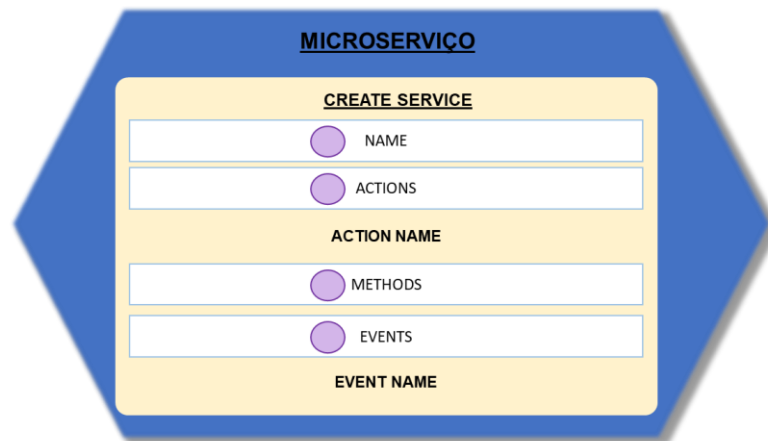 MICROSERVIÇO
CREATE SERVICE
NAME
ACTIONS
ACTION NAME
METHODS
EVENTS
EVENT NAME